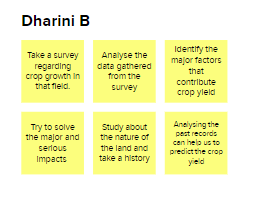 Dharini B
Take a survey
regarding
crop growth in
that field.
Analyse the
data gathered
from the
survey
Identify the
major factors
that
contribute
crop yield
Try to solve
the major and
serious
impacts
Study about
the nature of
the land and
take a history
Analysing the
past records
can help us to
predict the crop
yield